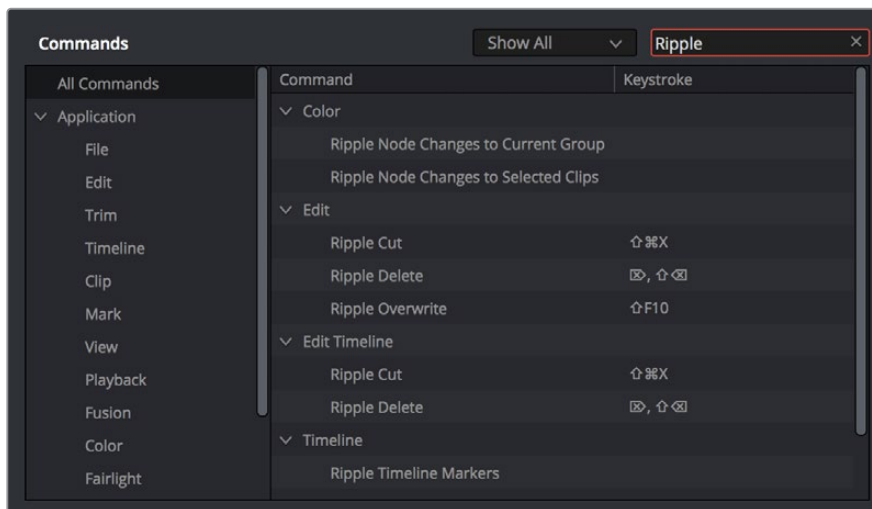 Commands
Show All
Ripple
All Commands
Application
File
Edit
Trim
Timeline
Clip
Mark
View
Playback
Fusion
Color
Fairlight
Command Keystroke
Color
Ripple Node Changes to Current Group
Ripple Node Changes to Selected Clips
Edit
Ripple Cut ⇧⌘X
Ripple Delete ⌦, ⇧⌫
Ripple Overwrite ⇧F10
Edit Timeline
Ripple Cut ⇧⌘X
Ripple Delete ⌦, ⇧⌫
Timeline
Ripple Timeline Markers